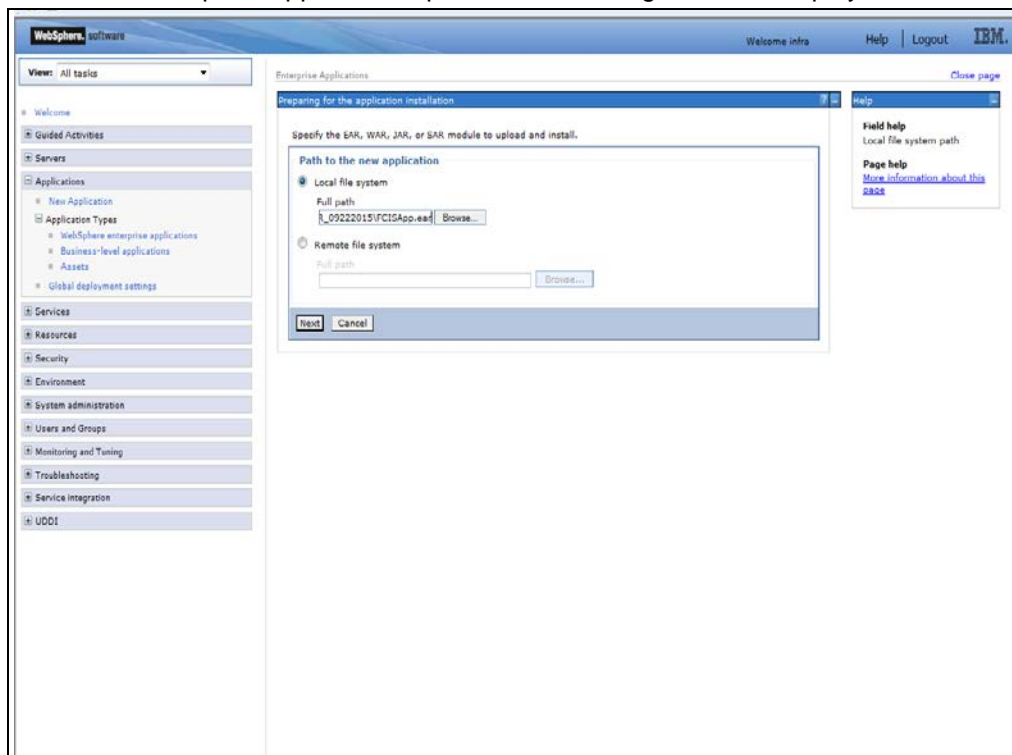 WebSphere. software
Welcome infra
Help | Logout
IBM.
View: All tasks
Welcome
Guided Activities
Servers
Applications
New Application
Application Types
WebSphere enterprise applications
Business-level applications
Assets
Global deployment settings
Services
Resources
Security
Environment
System administration
Users and Groups
Monitoring and Tuning
Troubleshooting
Service integration
UDDI
Enterprise Applications
Close page
Preparing for the application installation
Specify the EAR, WAR, JAR, or SAR module to upload and install.
Path to the new application
Local file system
Full path
_09222015\FCISApp.ear Browse...
Remote file system
Full path
Browse...
Next Cancel
Help
Field help
Local file system path
Page help
More information about this
page